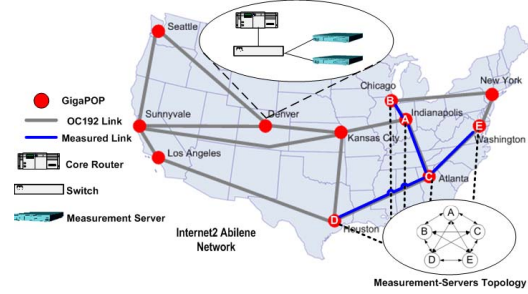 Seattle
New York
Chicago
B
Indianapolis
A
GigaPOP
Sunnyvale
Denver
E
OC192 Link
Kansas City
Washington
Measured Link
Los Angeles
C
Atlanta
Core Router
Switch
D
Houston
Measurement Server
Internet2 Abilene
Network
A
B
C
D
E
Measurement-Servers Topology